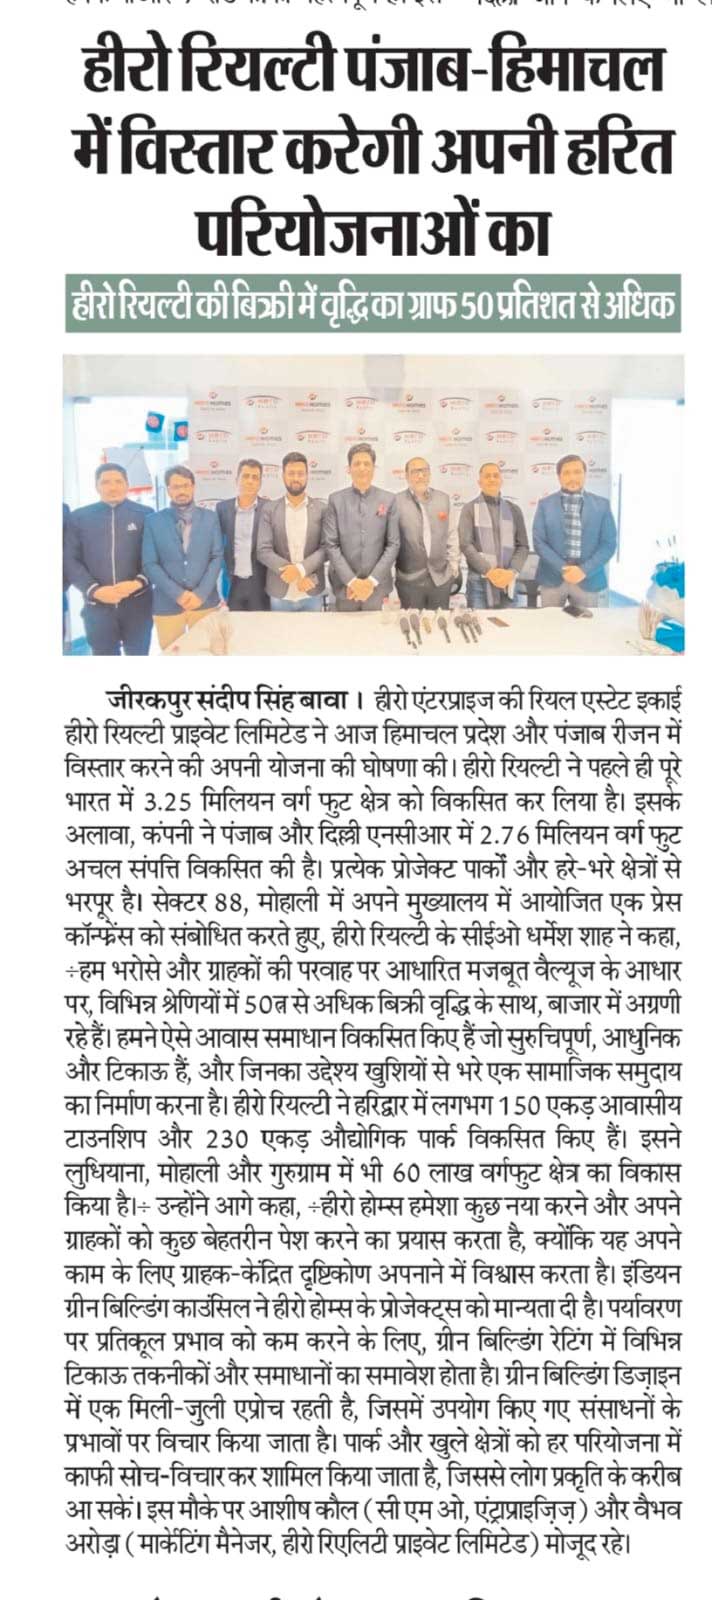 हीरो रियल्टी पंजाब-हिमाचल
में विस्तार करेगी अपनी हरित
परियोजनाओं का
हीरो रियल्टी की बिक्री में वृद्धि का ग्राफ 50 प्रतिशत से अधिक
जीरकपुर संदीप सिंह बावा । हीरो एंटरप्राइज की रियल एस्टेट इकाई
हीरो रियल्टी प्राइवेट लिमिटेड ने आज हिमाचल प्रदेश और पंजाब रीजन में
विस्तार करने की अपनी योजना की घोषणा की। हीरो रियल्टी ने पहले ही पूरे
भारत में 3.25 मिलियन वर्ग फुट क्षेत्र को विकसित कर लिया है। इसके
अलावा, कंपनी ने पंजाब और दिल्ली एनसीआर में 2.76 मिलियन वर्ग फुट
अचल संपत्ति विकसित की है। प्रत्येक प्रोजेक्ट पार्कों और हरे-भरे क्षेत्रों से
भरपूर है। सेक्टर 88, मोहाली में अपने मुख्यालय में आयोजित एक प्रेस
कॉन्फ्रेंस को संबोधित करते हुए, हीरो रियल्टी के सीईओ धर्मेश शाह ने कहा,
÷हम भरोसे और ग्राहकों की परवाह पर आधारित मजबूत वैल्यूज के आधार
पर, विभिन्न श्रेणियों में 50त्न से अधिक बिक्री वृद्धि के साथ, बाजार में अग्रणी
रहे हैं। हमने ऐसे आवास समाधान विकसित किए हैं जो सुरुचिपूर्ण, आधुनिक
और टिकाऊ हैं, और जिनका उद्देश्य खुशियों से भरे एक सामाजिक समुदाय
का निर्माण करना है। हीरो रियल्टी ने हरिद्वार में लगभग 150 एकड़ आवासीय
टाउनशिप और 230 एकड़ औद्योगिक पार्क विकसित किए हैं। इसने
लुधियाना, मोहाली और गुरुग्राम में भी 60 लाख वर्गफुट क्षेत्र का विकास
किया है।÷ उन्होंने आगे कहा, ÷हीरो होम्स हमेशा कुछ नया करने और अपने
ग्राहकों को कुछ बेहतरीन पेश करने का प्रयास करता है, क्योंकि यह अपने
काम के लिए ग्राहक-केंद्रित दृष्टिकोण अपनाने में विश्वास करता है। इंडियन
ग्रीन बिल्डिंग काउंसिल ने हीरो होम्स के प्रोजेक्ट्स को मान्यता दी है। पर्यावरण
पर प्रतिकूल प्रभाव को कम करने के लिए, ग्रीन बिल्डिंग रेटिंग में विभिन्न
टिकाऊ तकनीकों और समाधानों का समावेश होता है। ग्रीन बिल्डिंग डिज़ाइन
में एक मिली-जुली एप्रोच रहती है, जिसमें उपयोग किए गए संसाधनों के
प्रभावों पर विचार किया जाता है। पार्क और खुले क्षेत्रों को हर परियोजना में
काफी सोच-विचार कर शामिल किया जाता है, जिससे लोग प्रकृति के करीब
आ सकें। इस मौके पर आशीष कौल ( सी एम ओ, एंट्राप्राइज़िज़ ) और वैभव
अरोड़ा ( मार्केटिंग मैनेजर, हीरो रिएलिटी प्राइवेट लिमिटेड ) मोजूद रहे।